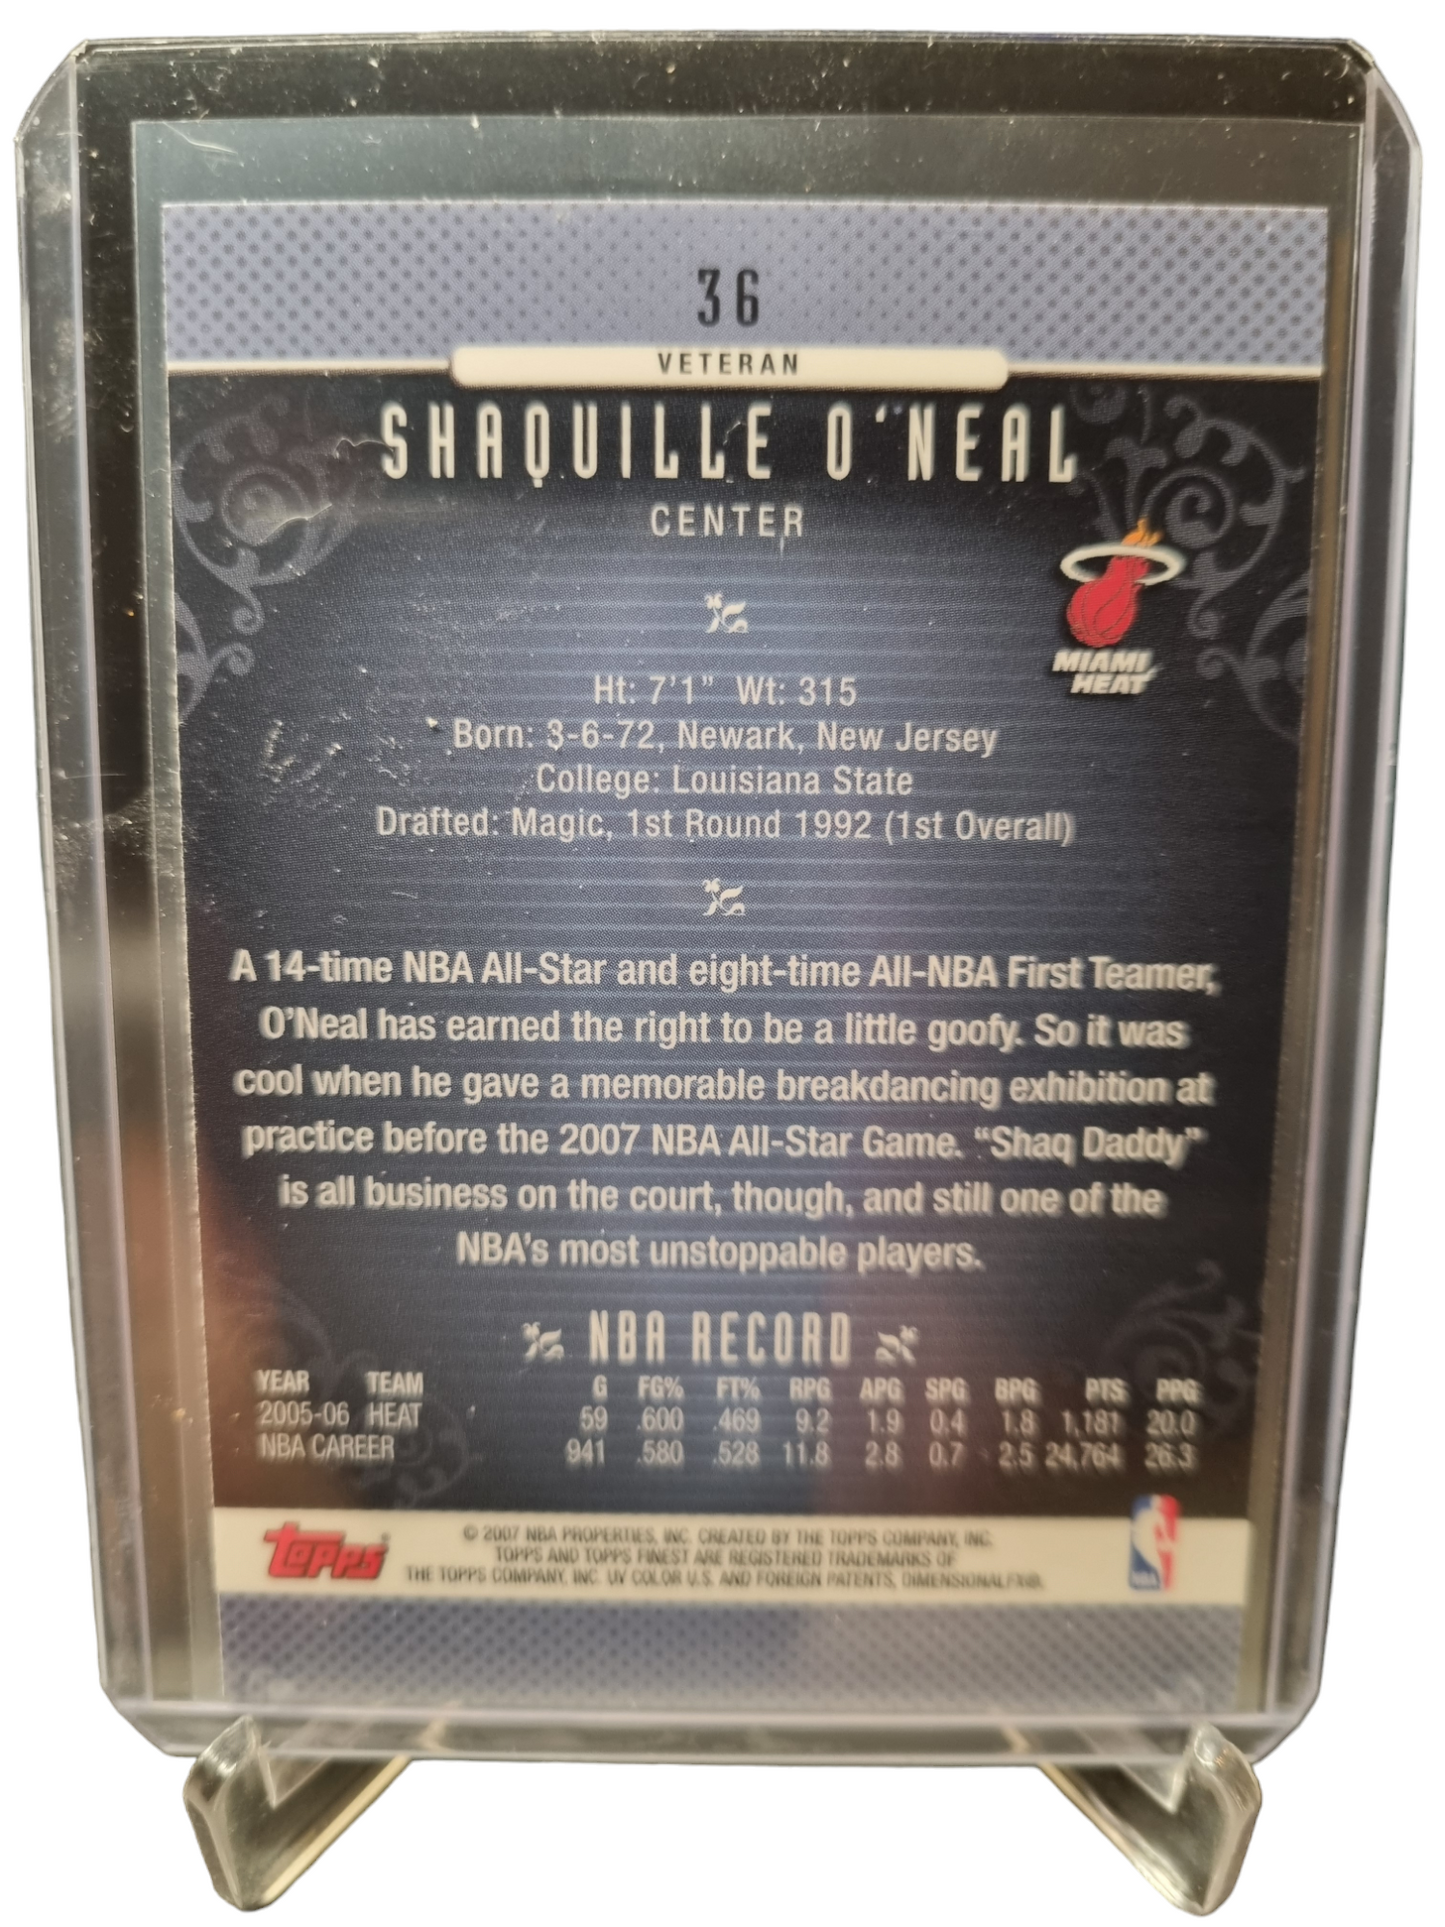 36
VETERAN
SHAQUILLE O'NEAL
CENTER
MIAMI
HEAT
Ht: 7'1" Wt: 315
Born: 3-6-72, Newark, New Jersey
College: Louisiana State
Drafted: Magic, 1st Round 1992 (1st Overall)
A 14-time NBA All-Star and eight-time All-NBA First Teamer,
O'Neal has earned the right to be a little goofy. So it was
cool when he gave a memorable breakdancing exhibition at
practice before the 2007 NBA All-Star Game. "Shaq Daddy"
is all business on the court, though, and still one of the
NBA's most unstoppable players.
NBA RECORD
YEAR TEAM G FG% FT% RPG APG SPG BPG PTS PPG
2005-06 HEAT 59 .600 .469 9.2 1.9 0.4 1.8 1,181 20.0
NBA CAREER 941 .580 .528 11.8 2.8 0.7 2.5 24,764 26.3
Topps
© 2007 NBA PROPERTIES, INC. CREATED BY THE TOPPS COMPANY, INC.
TOPPS AND TOPPS FINEST ARE REGISTERED TRADEMARKS OF
THE TOPPS COMPANY, INC. UV COLOR U.S. AND FOREIGN PATENTS, DIMENSIONALFX®.
NBA